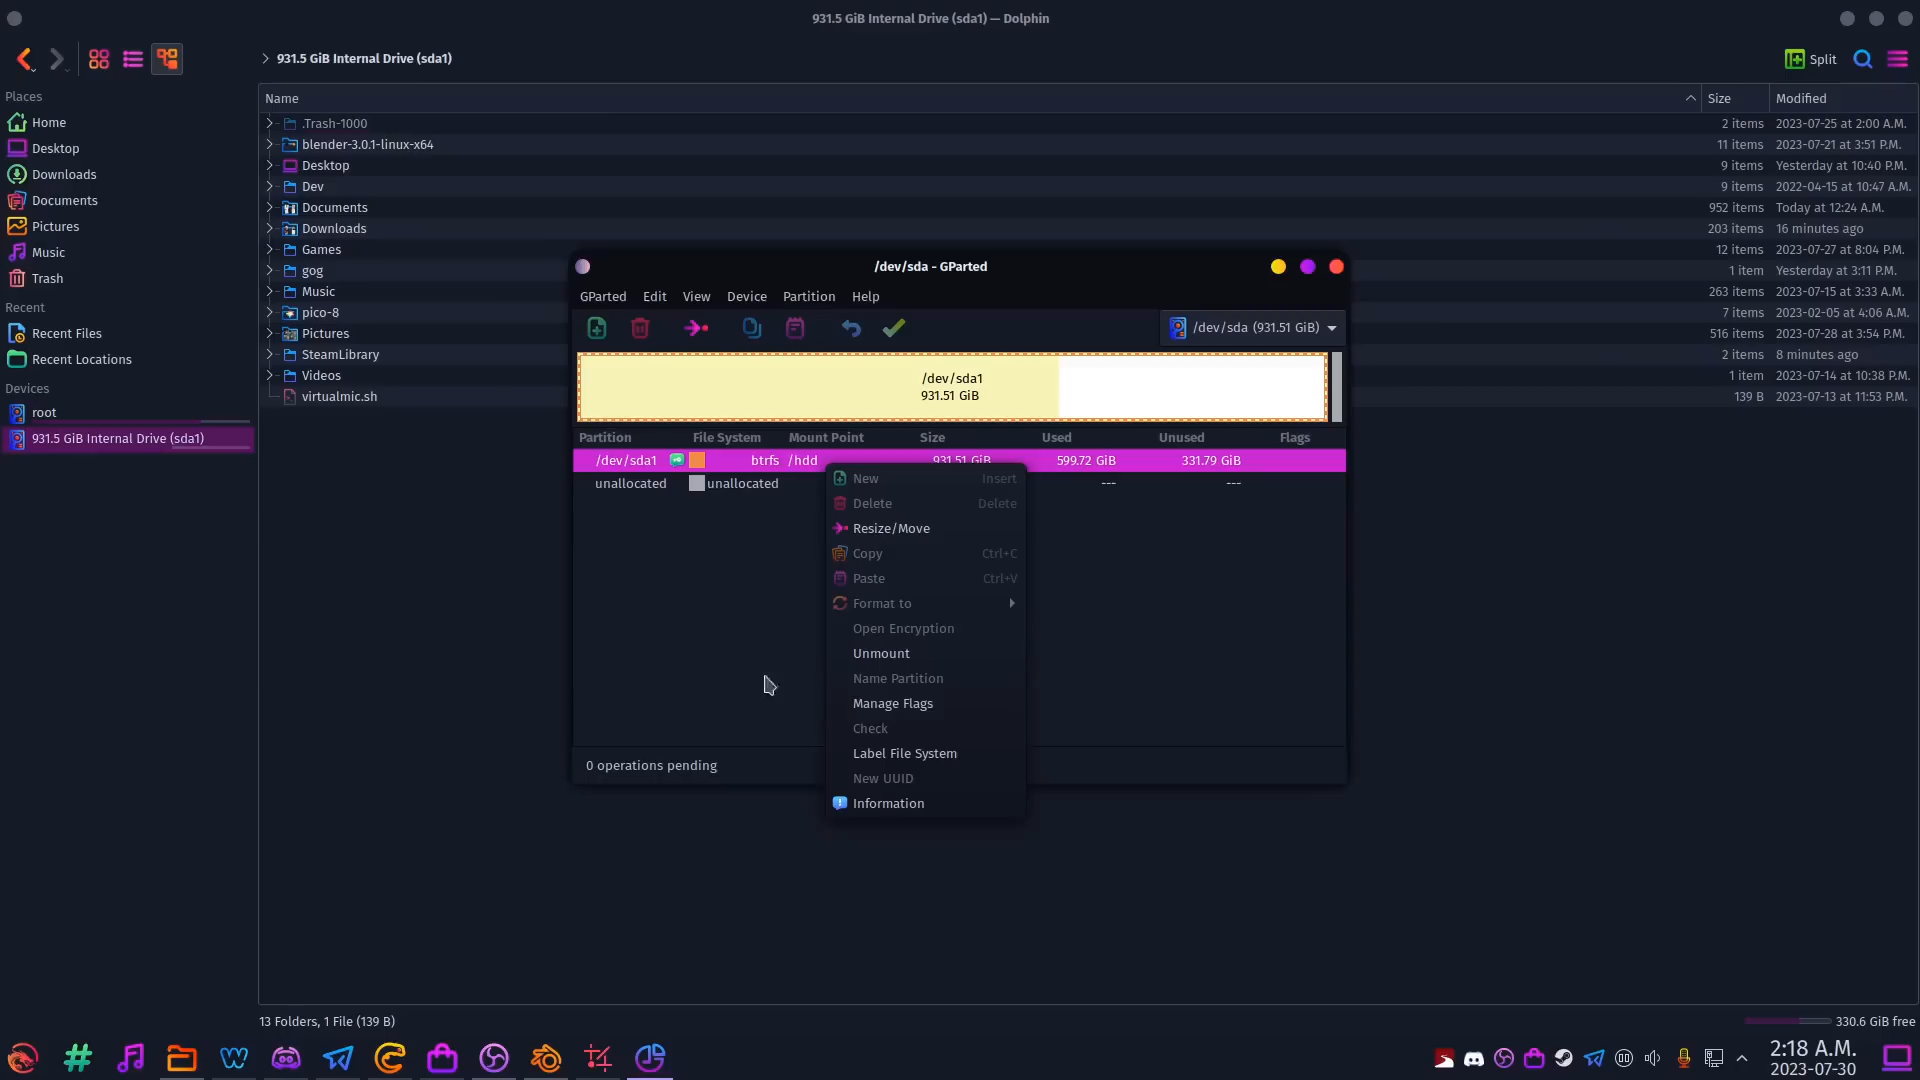 931.5 GiB Internal Drive (sda1) — Dolphin
931.5 GiB Internal Drive (sda1)
Split
Places
Home
Desktop
Downloads
Documents
Pictures
Music
Trash
Recent
Recent Files
Recent Locations
Devices
root
931.5 GiB Internal Drive (sda1)
Name Size Modified
.Trash-1000 2 items 2023-07-25 at 2:00 A.M.
blender-3.0.1-linux-x64 11 items 2023-07-21 at 3:51 P.M.
Desktop 9 items Yesterday at 10:40 P.M.
Dev 9 items 2022-04-15 at 10:47 A.M.
Documents 952 items Today at 12:24 A.M.
Downloads 203 items 16 minutes ago
Games 12 items 2023-07-27 at 8:04 P.M.
gog 1 item Yesterday at 3:11 P.M.
Music 263 items 2023-07-15 at 3:33 A.M.
pico-8 7 items 2023-02-05 at 4:06 A.M.
Pictures 516 items 2023-07-28 at 3:54 P.M.
SteamLibrary 2 items 8 minutes ago
Videos 1 item 2023-07-14 at 10:38 P.M.
virtualmic.sh 139 B 2023-07-13 at 11:53 P.M.
/dev/sda - GParted
GParted Edit View Device Partition Help
/dev/sda (931.51 GiB)
/dev/sda1
931.51 GiB
Partition File System Mount Point Size Used Unused Flags
/dev/sda1 btrfs /hdd 931.51 GiB 599.72 GiB 331.79 GiB
unallocated unallocated --- ---
New Insert
Delete Delete
Resize/Move
Copy Ctrl+C
Paste Ctrl+V
Format to
Open Encryption
Unmount
Name Partition
Manage Flags
Check
Label File System
New UUID
Information
0 operations pending
13 Folders, 1 File (139 B)
330.6 GiB free
2:18 A.M.
2023-07-30